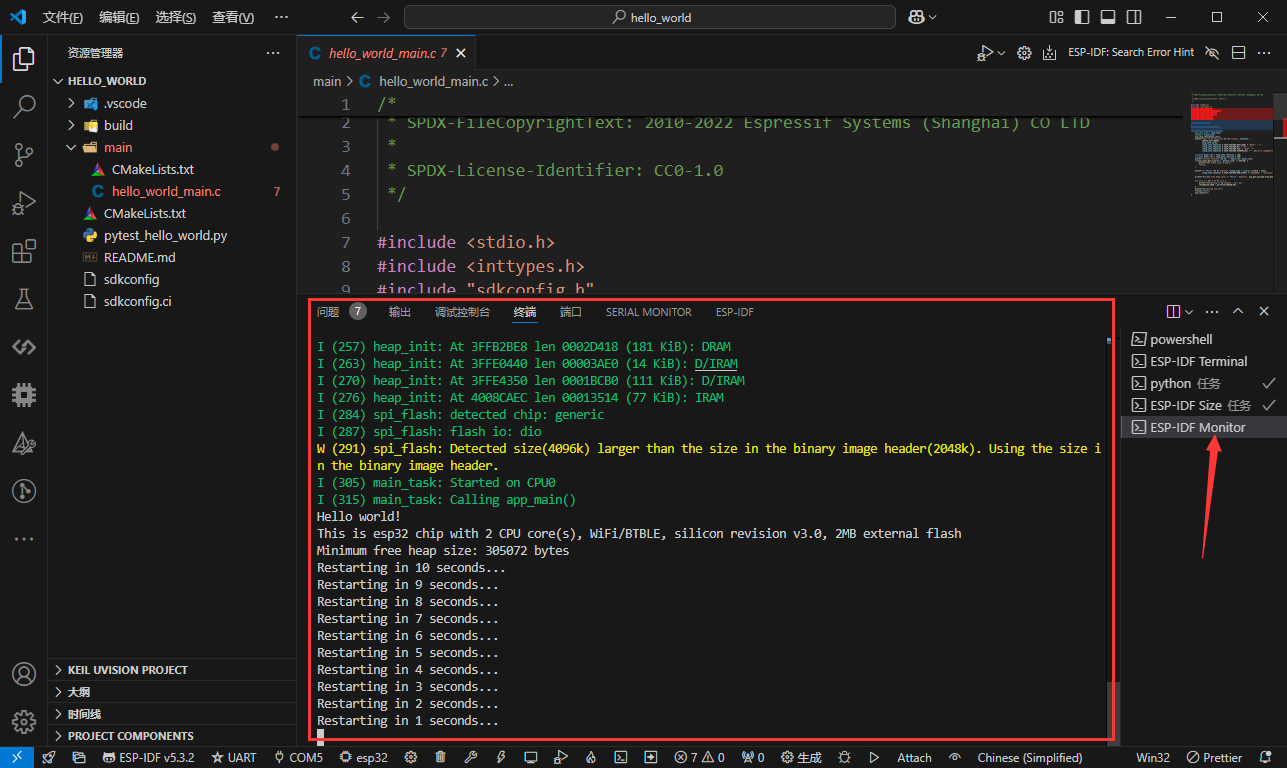 文件(F) 编辑(E) 选择(S) 查看(V) ··· hello_world
资源管理器 ···
HELLO_WORLD
.vscode
build
main
CMakeLists.txt
hello_world_main.c 7
CMakeLists.txt
pytest_hello_world.py
README.md
sdkconfig
sdkconfig.ci
KEIL UVISION PROJECT
大纲
时间线
PROJECT COMPONENTS
C hello_world_main.c 7 ESP-IDF: Search Error Hint
main > C hello_world_main.c > ...
1 /*
2 * SPDX-FileCopyrightText: 2010-2022 Espressif Systems (Shanghai) CO LTD
3 *
4 * SPDX-License-Identifier: CC0-1.0
5 */
6
7 #include <stdio.h>
8 #include <inttypes.h>
9 #include "sdkconfig.h"
问题 7 输出 调试控制台 终端 端口 SERIAL MONITOR ESP-IDF
I (257) heap_init: At 3FFB2BE8 len 0002D418 (181 KiB): DRAM
I (263) heap_init: At 3FFE0440 len 00003AE0 (14 KiB): D/IRAM
I (270) heap_init: At 3FFE4350 len 0001BCB0 (111 KiB): D/IRAM
I (276) heap_init: At 4008CAEC len 00013514 (77 KiB): IRAM
I (284) spi_flash: detected chip: generic
I (287) spi_flash: flash io: dio
W (291) spi_flash: Detected size(4096k) larger than the size in the binary image header(2048k). Using the size i
n the binary image header.
I (305) main_task: Started on CPU0
I (315) main_task: Calling app_main()
Hello world!
This is esp32 chip with 2 CPU core(s), WiFi/BTBLE, silicon revision v3.0, 2MB external flash
Minimum free heap size: 305072 bytes
Restarting in 10 seconds...
Restarting in 9 seconds...
Restarting in 8 seconds...
Restarting in 7 seconds...
Restarting in 6 seconds...
Restarting in 5 seconds...
Restarting in 4 seconds...
Restarting in 3 seconds...
Restarting in 2 seconds...
Restarting in 1 seconds...
powershell
ESP-IDF Terminal
python 任务
ESP-IDF Size 任务
ESP-IDF Monitor
ESP-IDF v5.3.2 UART COM5 esp32 7 0 0 生成 Attach Chinese (Simplified) Win32 Prettier